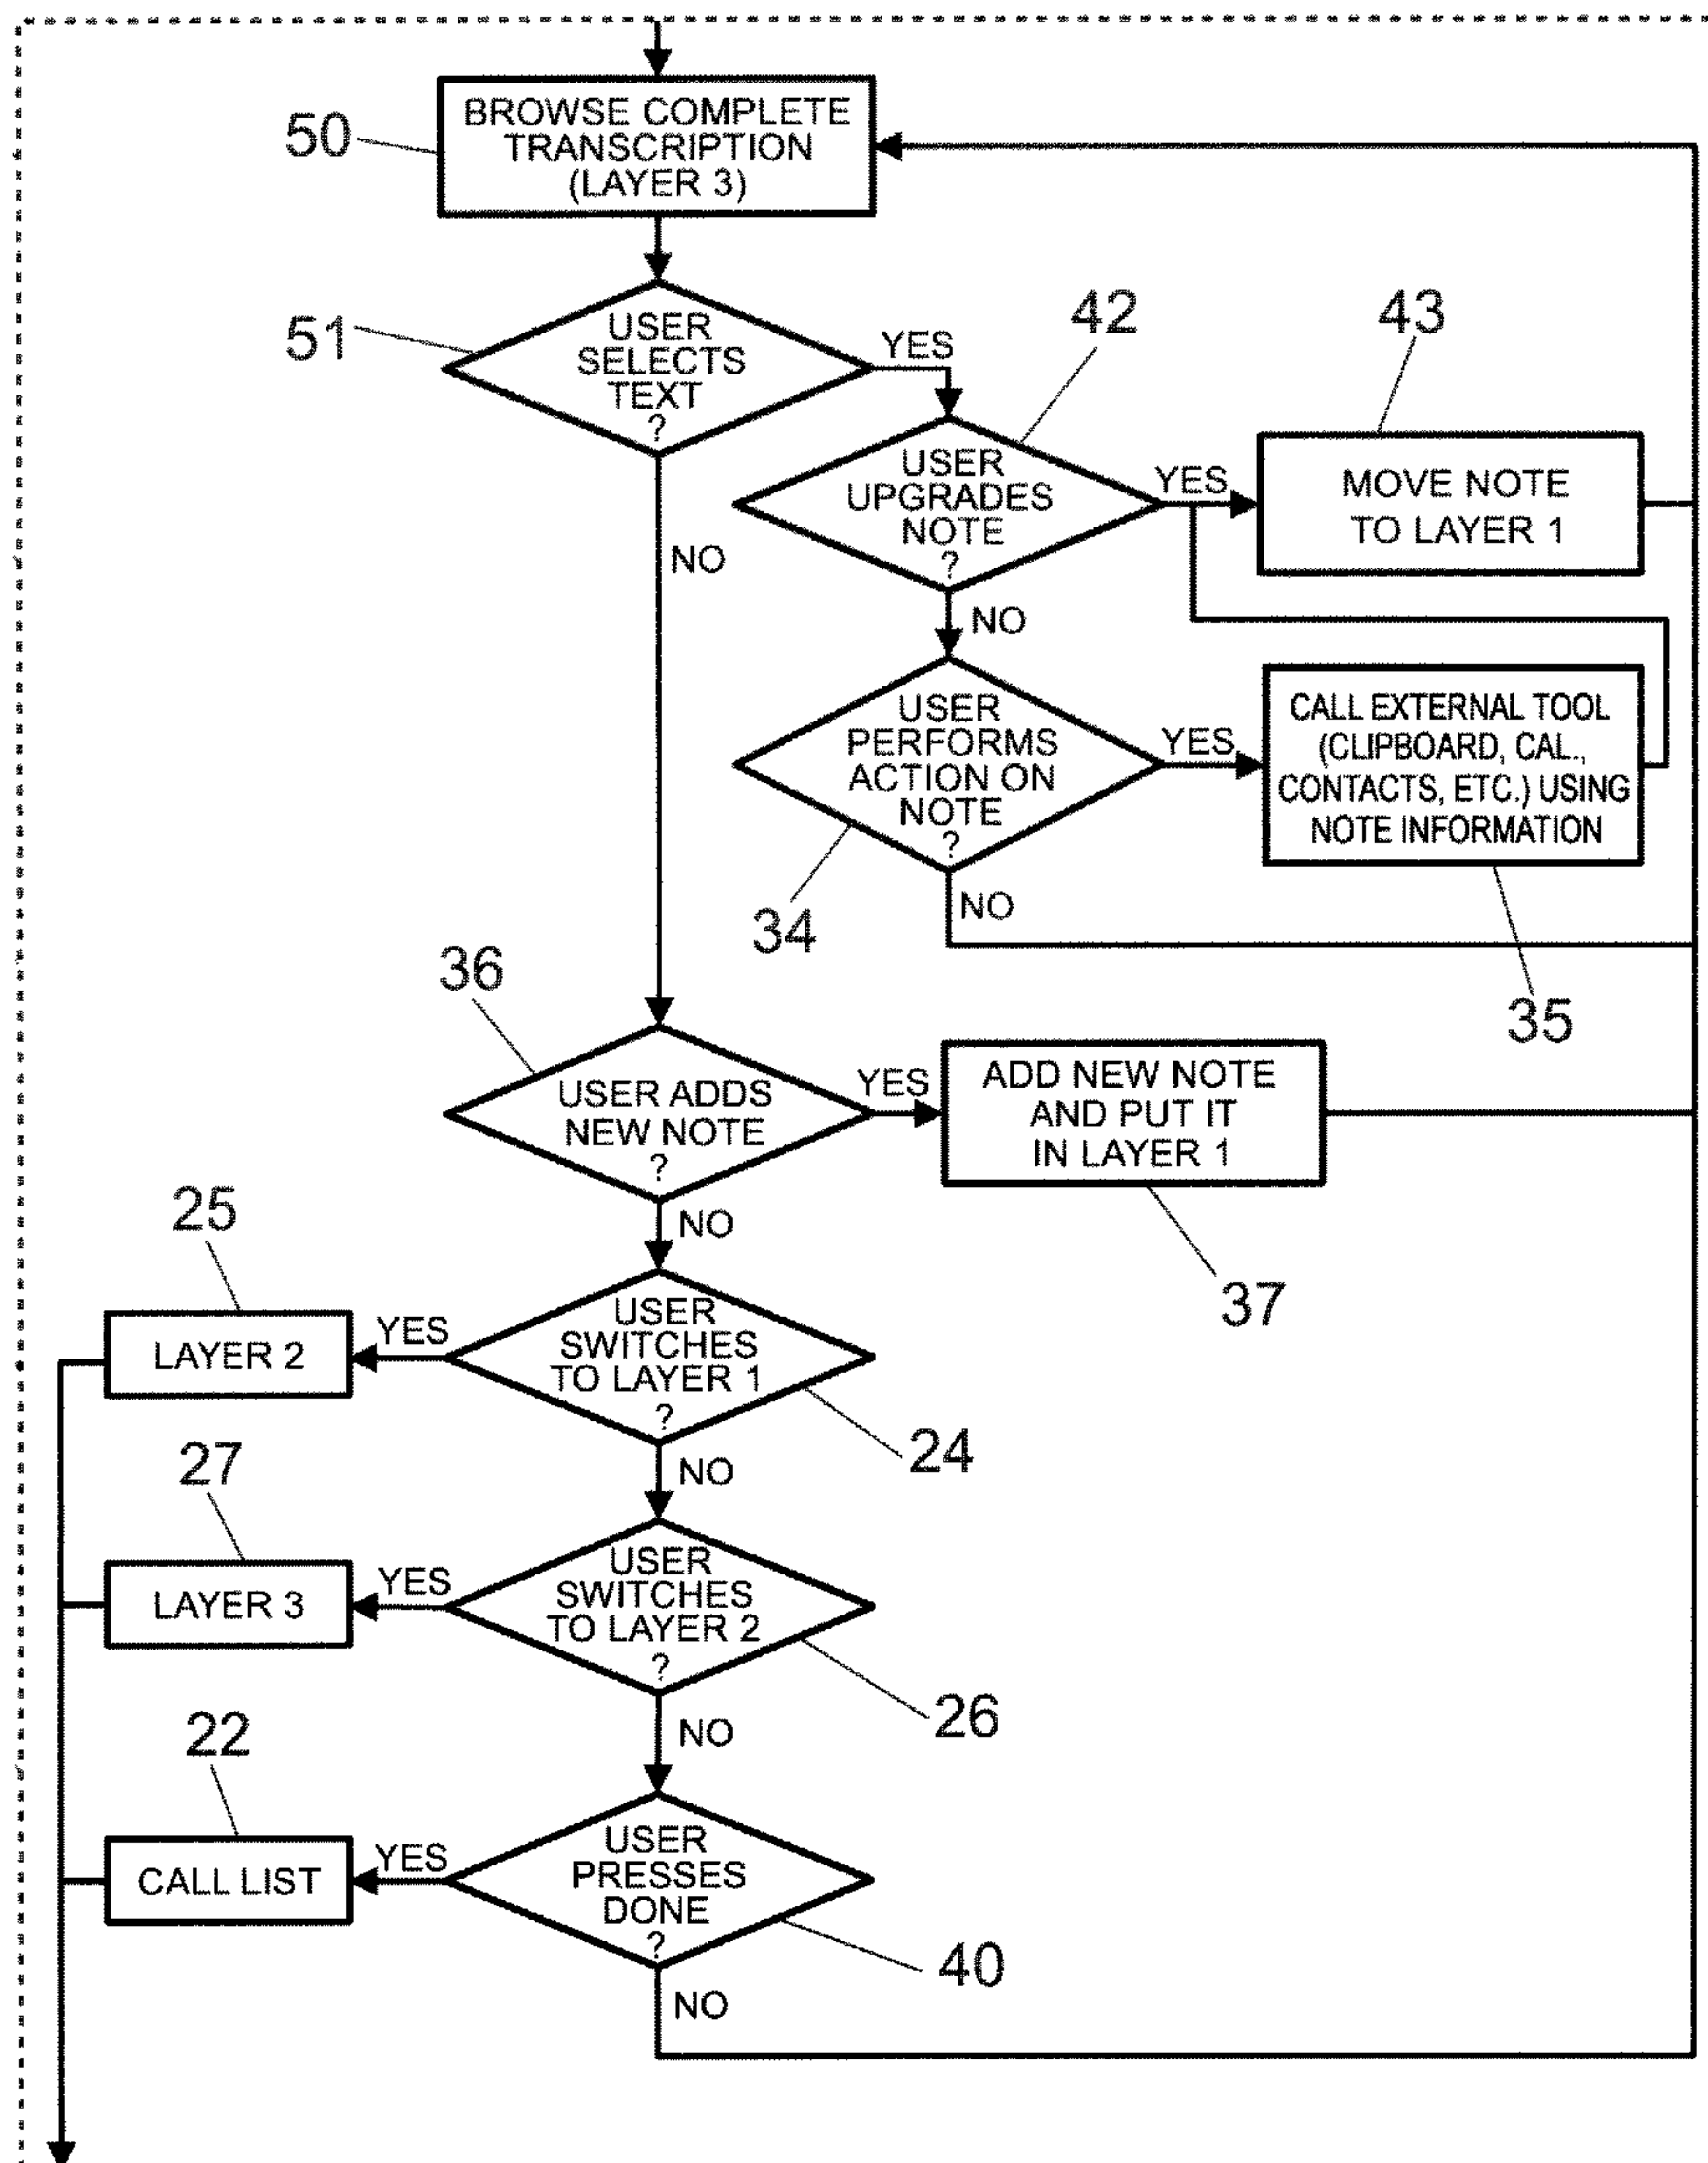 50
BROWSE COMPLETE
TRANSCRIPTION
(LAYER 3)
51
USER
SELECTS
TEXT
?
YES
NO
42
USER
UPGRADES
NOTE
?
YES
NO
43
MOVE NOTE
TO LAYER 1
34
USER
PERFORMS
ACTION ON
NOTE
?
YES
NO
CALL EXTERNAL TOOL
(CLIPBOARD, CAL.,
CONTACTS, ETC.) USING
NOTE INFORMATION
35
36
USER ADDS
NEW NOTE
?
YES
NO
ADD NEW NOTE
AND PUT IT
IN LAYER 1
37
25
LAYER 2
YES
USER
SWITCHES
TO LAYER 1
?
24
NO
27
LAYER 3
YES
USER
SWITCHES
TO LAYER 2
?
26
NO
22
CALL LIST
YES
USER
PRESSES
DONE
?
40
NO